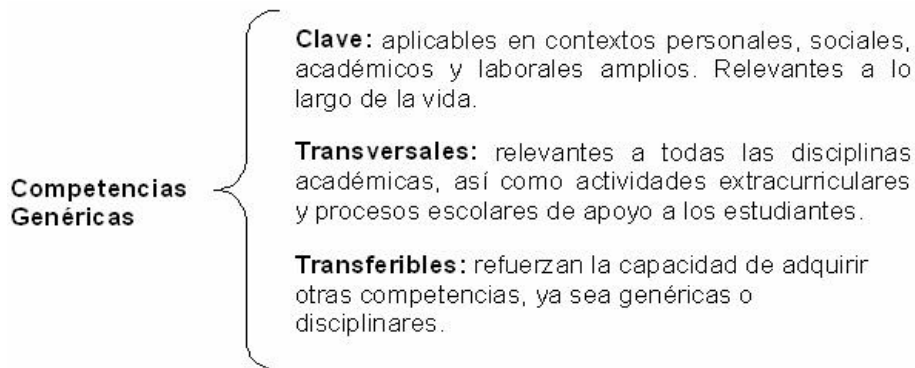 Clave: aplicables en contextos personales, sociales,
académicos y laborales amplios. Relevantes a lo
largo de la vida.
Transversales: relevantes a todas las disciplinas
académicas, así como actividades extracurriculares
y procesos escolares de apoyo a los estudiantes.
Competencias
Genéricas
Transferibles: refuerzan la capacidad de adquirir
otras competencias, ya sea genéricas o
disciplinares.